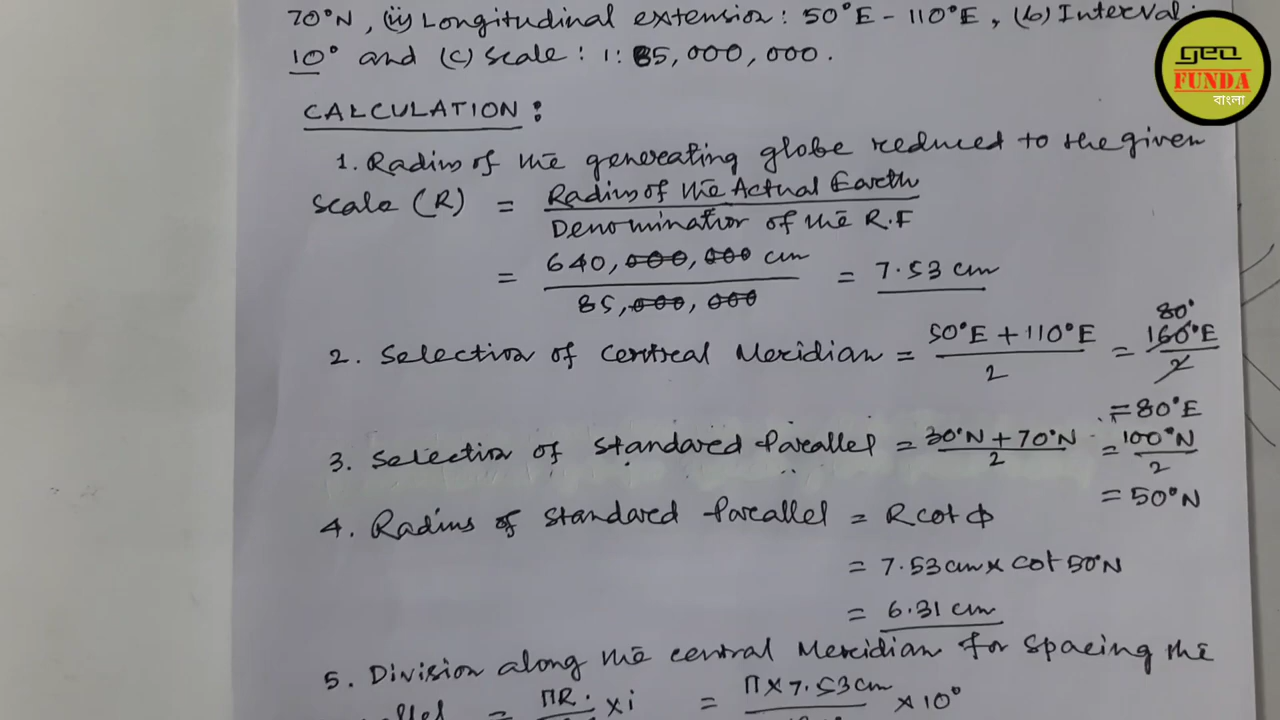 70°N, (ii) Longitudinal extension: 50°E - 110°E, (b) Interval:
10° and (c) scale: 1: 85,000,000.
geo
FUNDA
বাংলা
CALCULATION:
1. Radius of the generating globe reduced to the given
scale (R) = Radius of the Actual Earth / Denominator of the R.F
= 640,000,000 cm / 85,000,000 = 7.53 cm
2. Selection of central Meridian = 50°E + 110°E / 2 = 80° 160°E / 2
= 80°E
3. Selection of standard parallel = 30°N + 70°N / 2 = 100°N / 2
= 50°N
4. Radius of standard parallel = R cot Φ
= 7.53 cm x cot 50°N
= 6.31 cm
5. Division along the central Meridian for spacing the
= ΠR. x i = Π x 7.53 cm x 10°